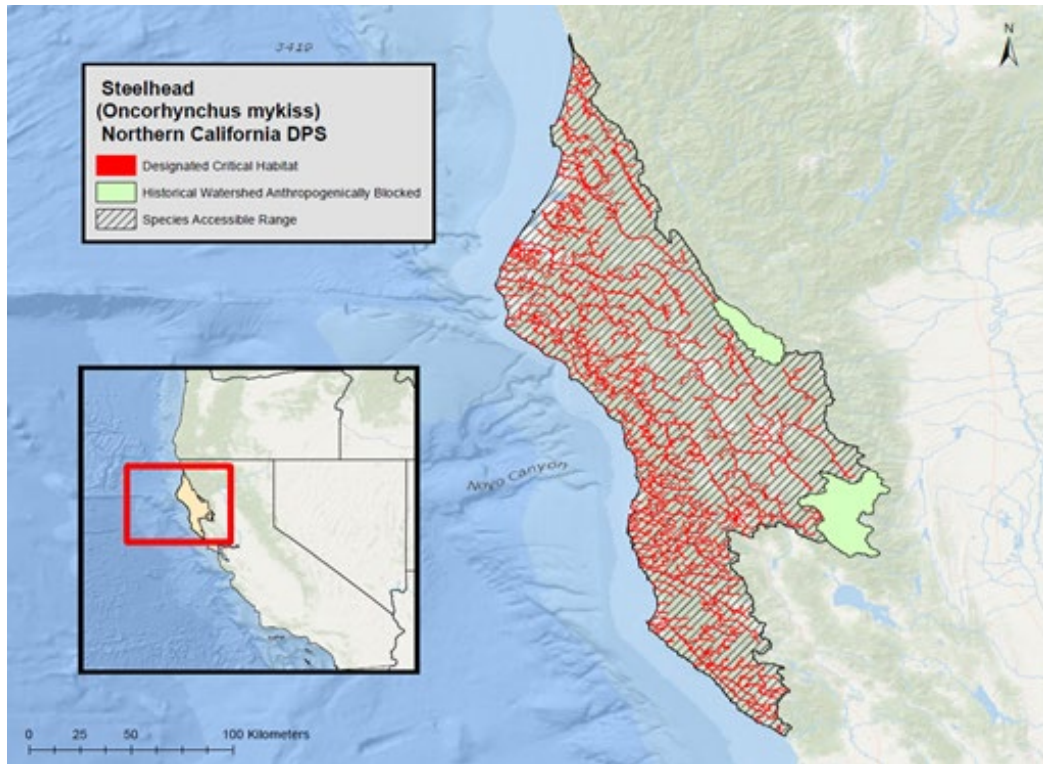 3419
N
Steelhead
(Oncorhynchus mykiss)
Northern California DPS
Designated Critical Habitat
Historical Watershed Anthropogenically Blocked
Species Accessible Range
Noyo Canyon
0 25 50 100 Kilometers